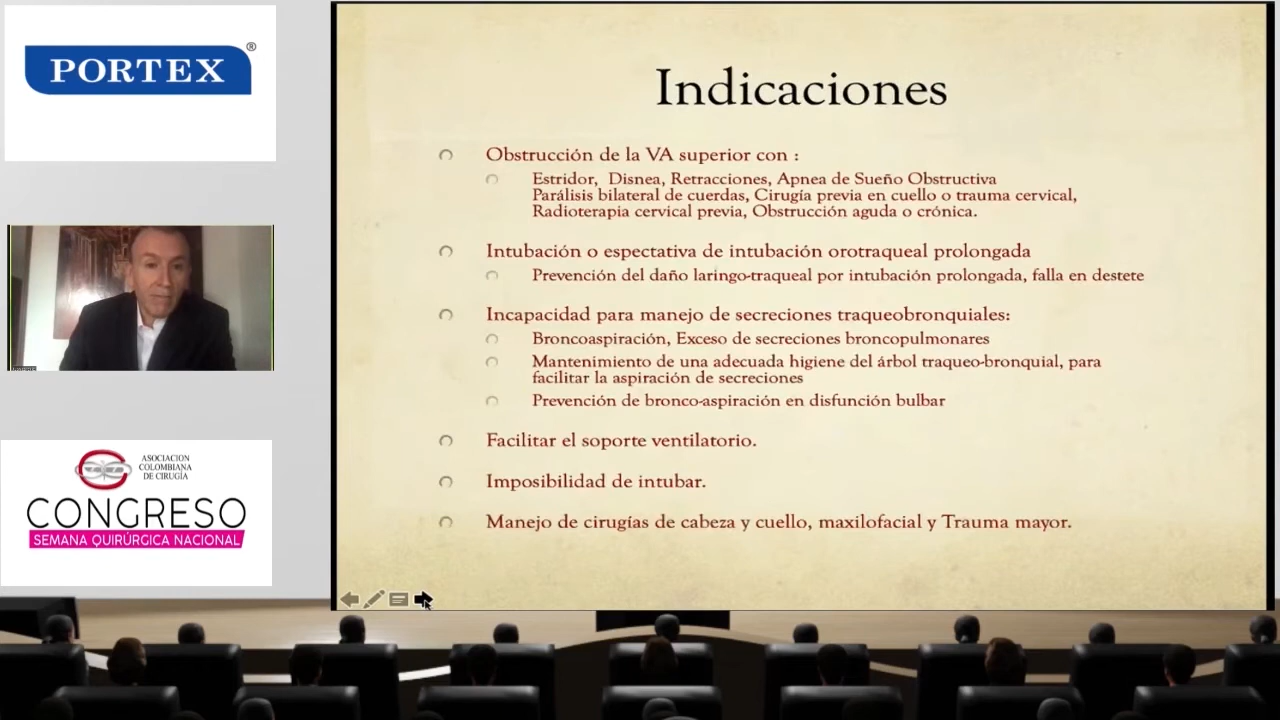 PORTEX®
ASOCIACION
COLOMBIANA
DE CIRUGÍA
CONGRESO
SEMANA QUIRÚRGICA NACIONAL
Indicaciones
Obstrucción de la VA superior con :
Estridor, Disnea, Retracciones, Apnea de Sueño Obstructiva
Parálisis bilateral de cuerdas, Cirugía previa en cuello o trauma cervical,
Radioterapia cervical previa, Obstrucción aguda o crónica.
Intubación o espectativa de intubación orotraqueal prolongada
Prevención del daño laringo-traqueal por intubación prolongada, falla en destete
Incapacidad para manejo de secreciones traqueobronquiales:
Broncoaspiración, Exceso de secreciones broncopulmonares
Mantenimiento de una adecuada higiene del árbol traqueo-bronquial, para
facilitar la aspiración de secreciones
Prevención de bronco-aspiración en disfunción bulbar
Facilitar el soporte ventilatorio.
Imposibilidad de intubar.
Manejo de cirugías de cabeza y cuello, maxilofacial y Trauma mayor.